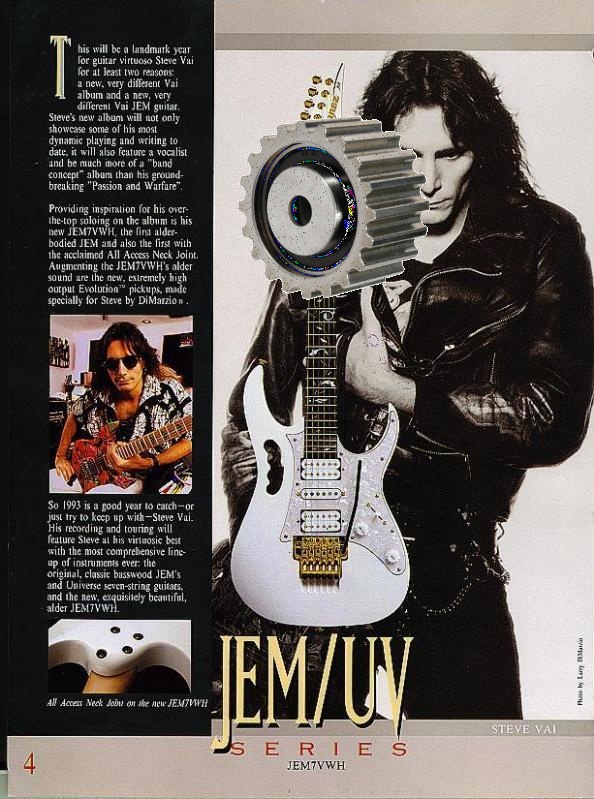 This will be a landmark year
for guitar virtuoso Steve Vai
for at least two reasons:
a new, very different Vai
album and a new, very
different Vai JEM guitar.
Steve's new album will not only
showcase some of his most
dynamic playing and writing to
date, it will also feature a vocalist
and be much more of a "band
concept" album than his ground-
breaking "Passion and Warfare".
Providing inspiration for his over-
the-top soloing on the album is his
new JEM7VWH, the first alder-
bodied JEM and also the first with
the acclaimed All Access Neck Joint.
Augmenting the JEM7VWH's alder
sound are the new, extremely high
output Evolution™ pickups, made
specially for Steve by DiMarzio®.
So 1993 is a good year to catch—or
just try to keep up with—Steve Vai.
His recording and touring will
feature Steve at his virtuosic best
with the most comprehensive line-
up of instruments ever: the
original, classic basswood JEM's
and Universe seven-string guitars,
and the new, exquisitely beautiful,
alder JEM7VWH.
All Access Neck Joint on the new JEM7VWH
4
JEM/UV
SERIES
JEM7VWH
STEVE VAI
Photo by Larry DiMarzio